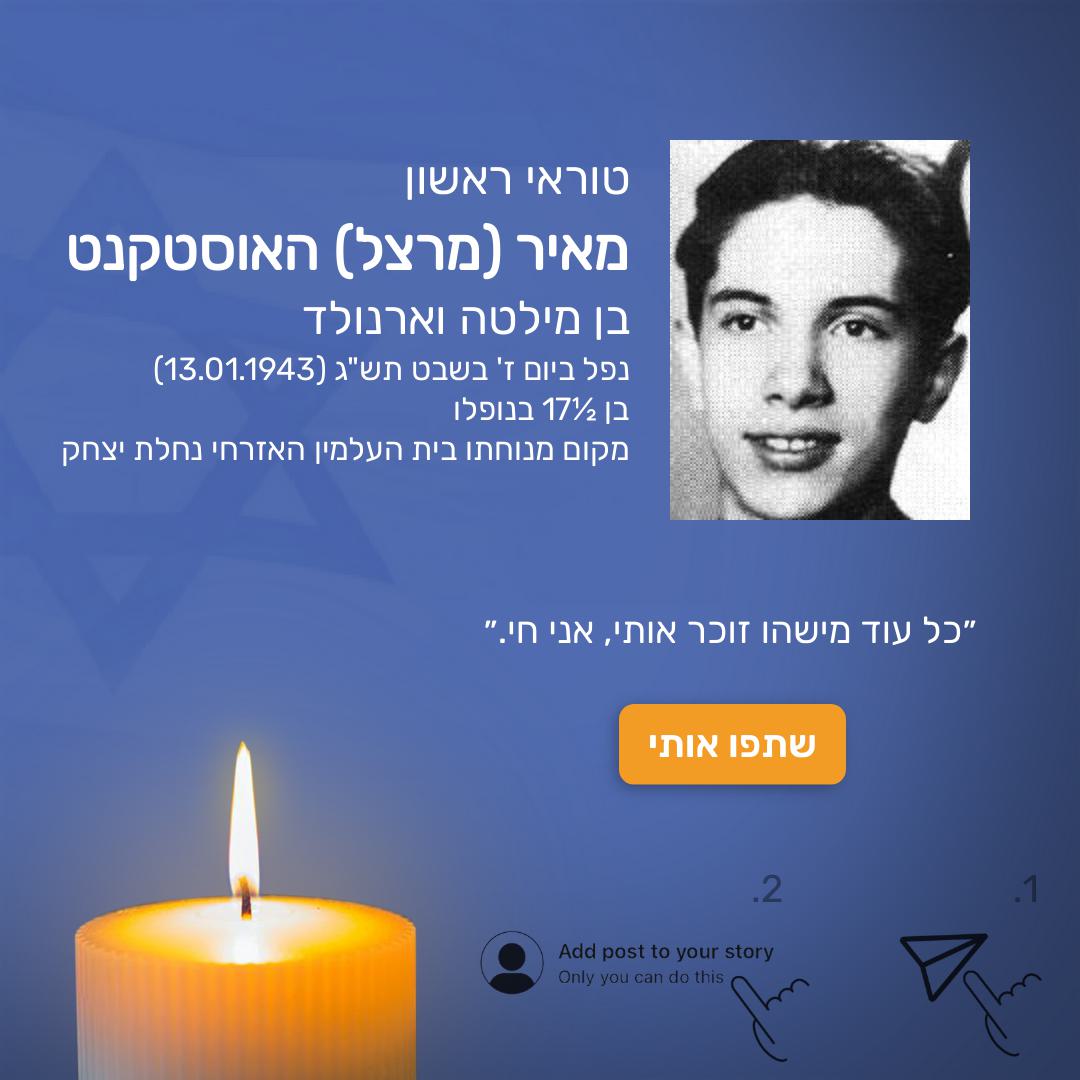 טוראי ראשון
מאיר (מרצל) האוסטקנט
בן מילטה וארנולד
נפל ביום ז' בשבט תש"ג (13.01.1943)
בן 17½ בנופלו
מקום מנוחתו בית העלמין האזרחי נחלת יצחק
״כל עוד מישהו זוכר אותי, אני חי.״
שתפו אותי
1.
2.
Add post to your story
Only you can do this